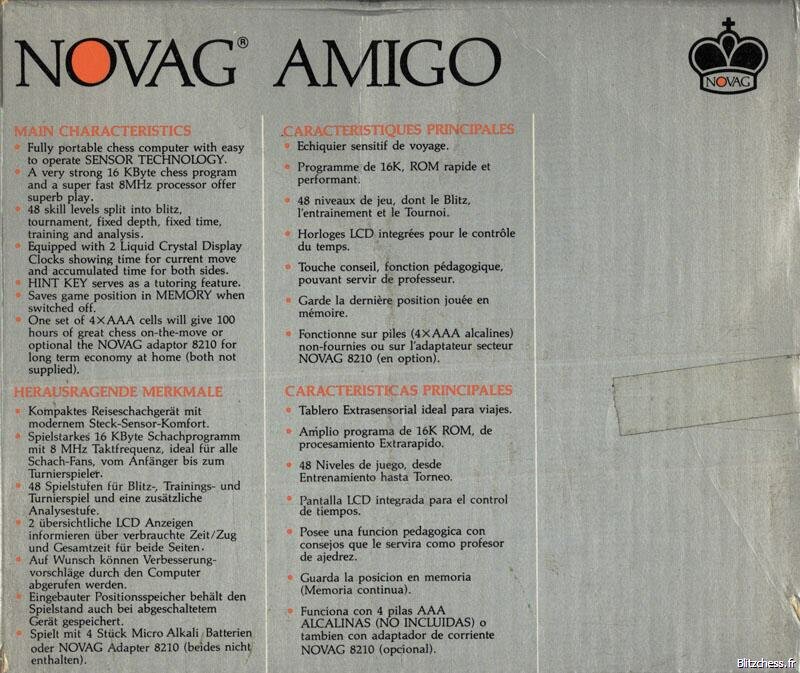 NOVAG® AMIGO
NOVAG
MAIN CHARACTERISTICS
• Fully portable chess computer with easy
to operate SENSOR TECHNOLOGY.
• A very strong 16 KByte chess program
and a super fast 8MHz processor offer
superb play.
• 48 skill levels split into blitz,
tournament, fixed depth, fixed time,
training and analysis.
• Equipped with 2 Liquid Crystal Display
Clocks showing time for current move
and accumulated time for both sides.
• HINT KEY serves as a tutoring feature.
• Saves game position in MEMORY when
switched off.
• One set of 4×AAA cells will give 100
hours of great chess on-the-move or
optional the NOVAG adaptor 8210 for
long term economy at home (both not
supplied).
HERAUSRAGENDE MERKMALE
• Kompaktes Reiseschachgerät mit
modernem Steck-Sensor-Komfort.
• Spielstarkes 16 KByte Schachprogramm
mit 8 MHz Taktfrequenz, ideal für alle
Schach-Fans, vom Anfänger bis zum
Turnierspieler.
• 48 Spielstufen für Blitz-, Trainings- und
Turnierspiel und eine zusätzliche
Analysestufe.
• 2 übersichtliche LCD Anzeigen
informieren über verbrauchte Zeit/Zug
und Gesamtzeit für beide Seiten.
• Auf Wunsch können Verbesserung-
vorschläge durch den Computer
abgerufen werden.
• Eingebauter Positionsspeicher behält den
Spielstand auch bei abgeschaltetem
Gerät gespeichert.
• Spielt mit 4 Stück Micro Alkali Batterien
oder NOVAG Adapter 8210 (beides nicht
enthalten).
CARACTERISTIQUES PRINCIPALES
• Echiquier sensitif de voyage.
• Programme de 16K, ROM rapide et
performant.
• 48 niveaux de jeu, dont le Blitz,
l'entrainement et le Tournoi.
• Horloges LCD integrées pour le contrôle
du temps.
• Touche conseil, fonction pédagogique,
pouvant servir de professeur.
• Garde la dernière position jouée en
mémoire.
• Fonctionne sur piles (4×AAA alcalines)
non-fournies ou sur l'adaptateur secteur
NOVAG 8210 (en option).
CARACTERISTICAS PRINCIPALES
• Tablero Extrasensorial ideal para viajes.
• Amplio programa de 16K ROM, de
procesamiento Extrarapido.
• 48 Niveles de juego, desde
Entrenamiento hasta Torneo.
• Pantalla LCD integrada para el control
de tiempos.
• Posee una funcion pedagogica con
consejos que le servira como profesor
de ajedrez.
• Guarda la posicion en memoria
(Memoria continua).
• Funciona con 4 pilas AAA
ALCALINAS (NO INCLUIDAS) o
tambien con adaptador de corriente
NOVAG 8210 (opcional).
Blitzchess.fr